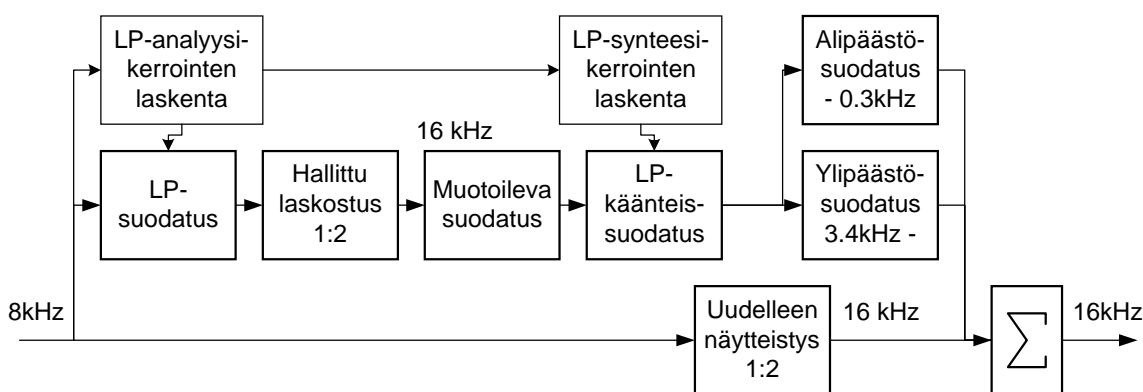 LP-analyysi-
kerrointen
laskenta
LP-synteesi-
kerrointen
laskenta
Alipäästö-
suodatus
- 0.3kHz
16 kHz
LP-
suodatus
Hallittu
laskostus
1:2
Muotoileva
suodatus
LP-
käänteis-
suodatus
Ylipäästö-
suodatus
3.4kHz -
8kHz
Uudelleen
näytteistys
1:2
16 kHz
∑
16kHz